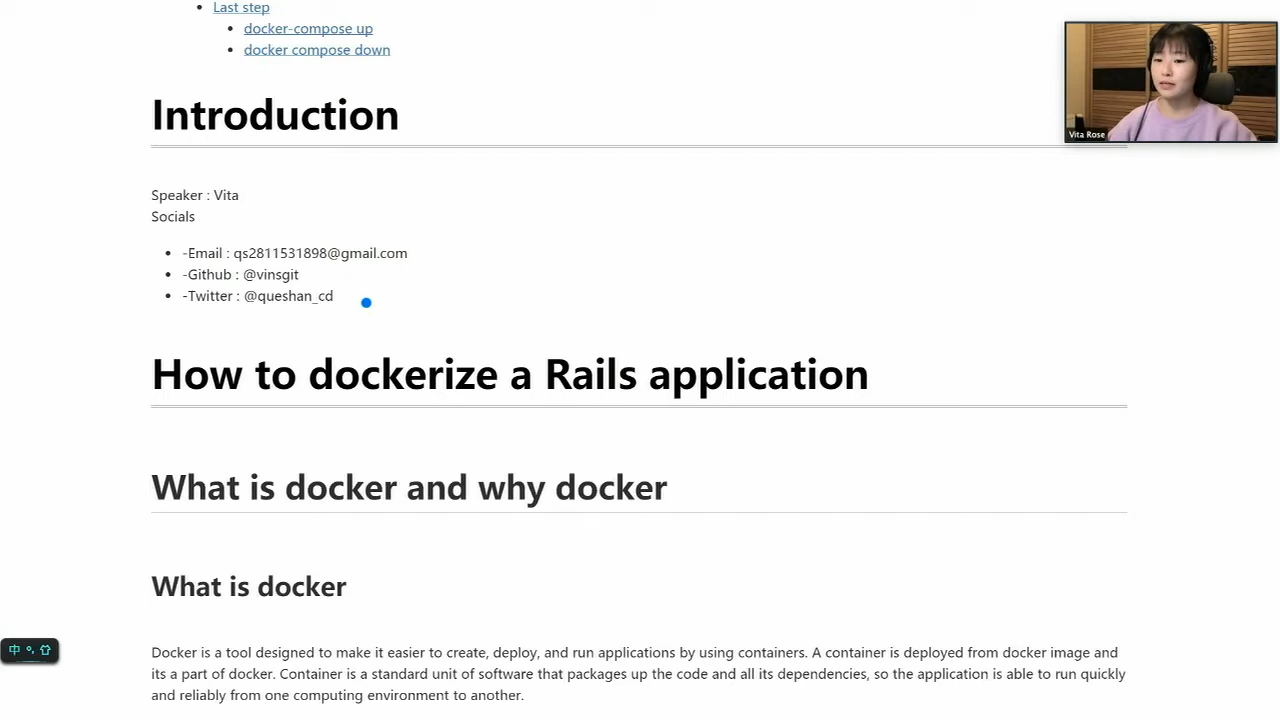 Last step
docker-compose up
docker compose down
Introduction
Vita Rose
Speaker : Vita
Socials
-Email : qs2811531898@gmail.com
-Github : @vinsgit
-Twitter : @queshan_cd
How to dockerize a Rails application
What is docker and why docker
What is docker
中
Docker is a tool designed to make it easier to create, deploy, and run applications by using containers. A container is deployed from docker image and
its a part of docker. Container is a standard unit of software that packages up the code and all its dependencies, so the application is able to run quickly
and reliably from one computing environment to another.